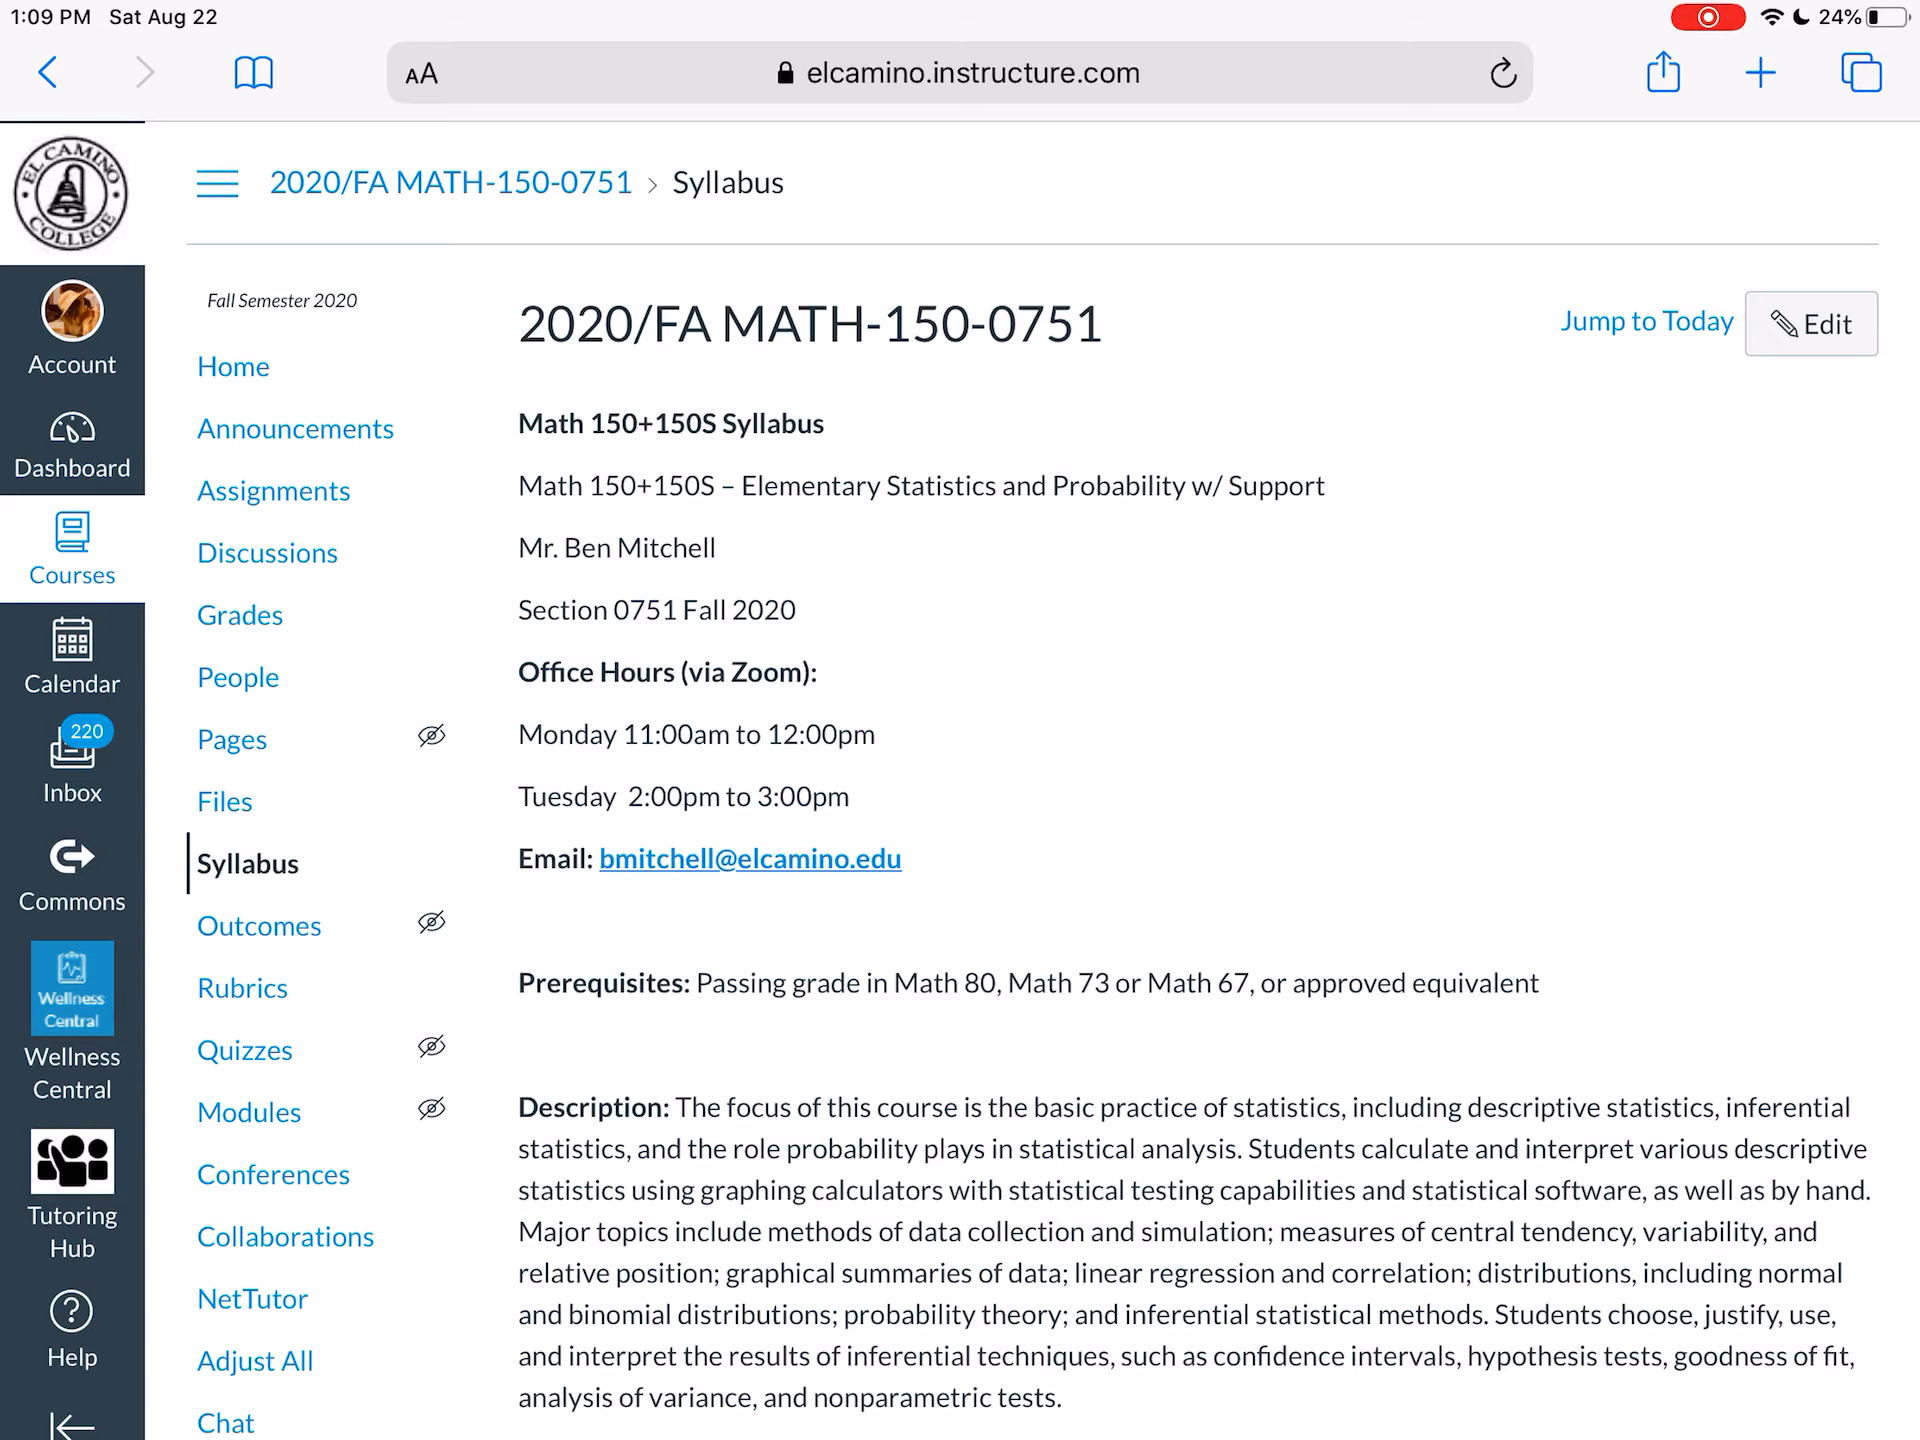 1:09 PM Sat Aug 22
24%
AA
elcamino.instructure.com
EL CAMINO
COLLEGE
2020/FA MATH-150-0751 > Syllabus
Account
Dashboard
Courses
Calendar
220
Inbox
Commons
Wellness
Central
Wellness
Central
Tutoring
Hub
Help
Fall Semester 2020
Home
Announcements
Assignments
Discussions
Grades
People
Pages
Files
Syllabus
Outcomes
Rubrics
Quizzes
Modules
Conferences
Collaborations
NetTutor
Adjust All
Chat
2020/FA MATH-150-0751
Jump to Today
Edit
Math 150+150S Syllabus
Math 150+150S – Elementary Statistics and Probability w/ Support
Mr. Ben Mitchell
Section 0751 Fall 2020
Office Hours (via Zoom):
Monday 11:00am to 12:00pm
Tuesday  2:00pm to 3:00pm
Email: bmitchell@elcamino.edu
Prerequisites: Passing grade in Math 80, Math 73 or Math 67, or approved equivalent
Description: The focus of this course is the basic practice of statistics, including descriptive statistics, inferential
statistics, and the role probability plays in statistical analysis. Students calculate and interpret various descriptive
statistics using graphing calculators with statistical testing capabilities and statistical software, as well as by hand.
Major topics include methods of data collection and simulation; measures of central tendency, variability, and
relative position; graphical summaries of data; linear regression and correlation; distributions, including normal
and binomial distributions; probability theory; and inferential statistical methods. Students choose, justify, use,
and interpret the results of inferential techniques, such as confidence intervals, hypothesis tests, goodness of fit,
analysis of variance, and nonparametric tests.